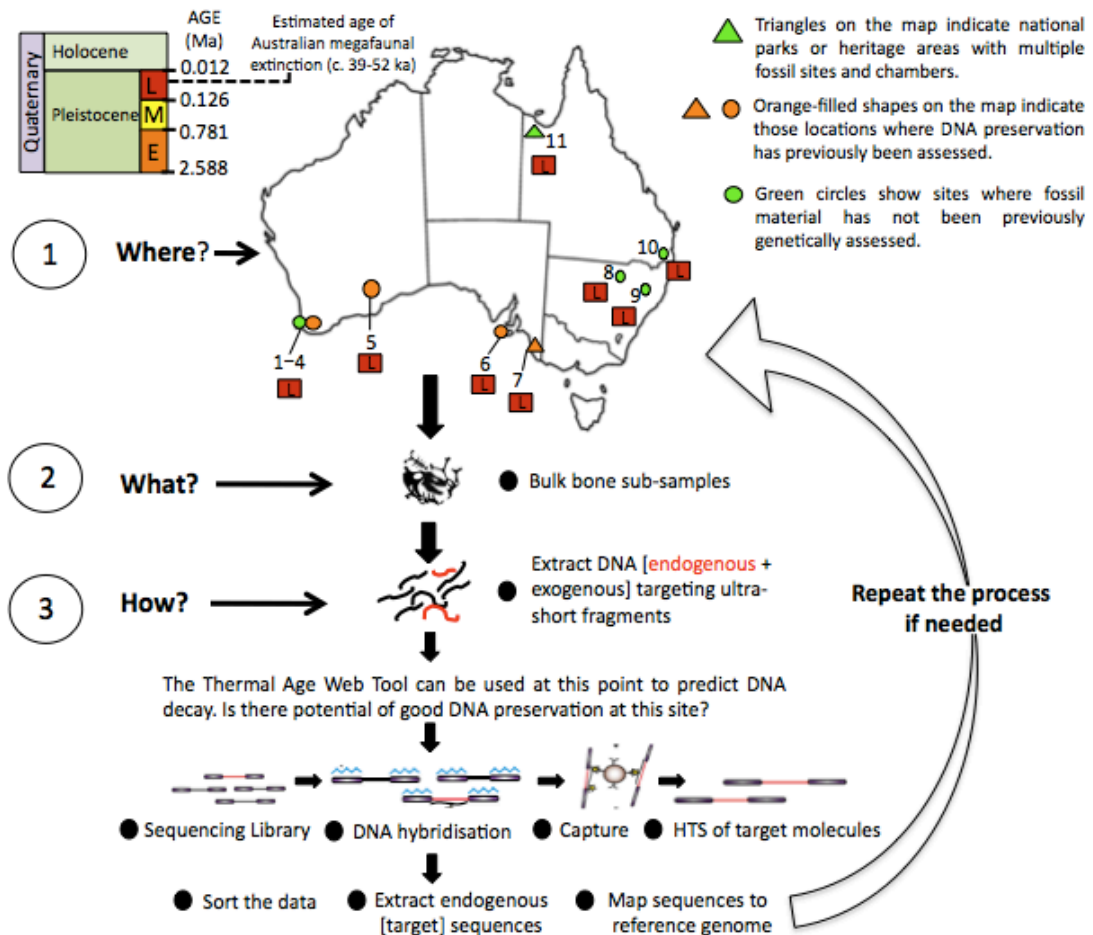 AGE
(Ma)
Quaternary
Holocene
Pleistocene
L
M
E
0.012
0.126
0.781
2.588
Estimated age of
Australian megafaunal
extinction (c. 39-52 ka)
Triangles on the map indicate national
parks or heritage areas with multiple
fossil sites and chambers.
Orange-filled shapes on the map indicate
those locations where DNA preservation
has previously been assessed.
Green circles show sites where fossil
material has not been previously
genetically assessed.
1
Where?
11
L
10
L
8
L
9
L
1–4
L
5
L
6
L
7
L
2
What?
Bulk bone sub-samples
3
How?
Extract DNA [endogenous +
exogenous] targeting ultra-
short fragments
Repeat the process
if needed
The Thermal Age Web Tool can be used at this point to predict DNA
decay. Is there potential of good DNA preservation at this site?
Sequencing Library
DNA hybridisation
Capture
HTS of target molecules
Sort the data
Extract endogenous
[target] sequences
Map sequences to
reference genome